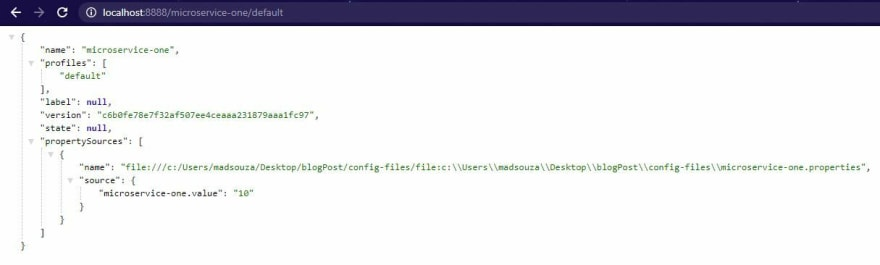 localhost:8888/microservice-one/default
{
"name": "microservice-one",
"profiles": [
"default"
],
"label": null,
"version": "c6b0fe78e7f32af507ee4ceaaa231879aaa1fc97",
"state": null,
"propertySources": [
{
"name": "file:///c:/Users/madsouza/Desktop/blogPost/config-files/file:c:\\Users\\madsouza\\Desktop\\blogPost\\config-files\\microservice-one.properties",
"source": {
"microservice-one.value": "10"
}
}
]
}